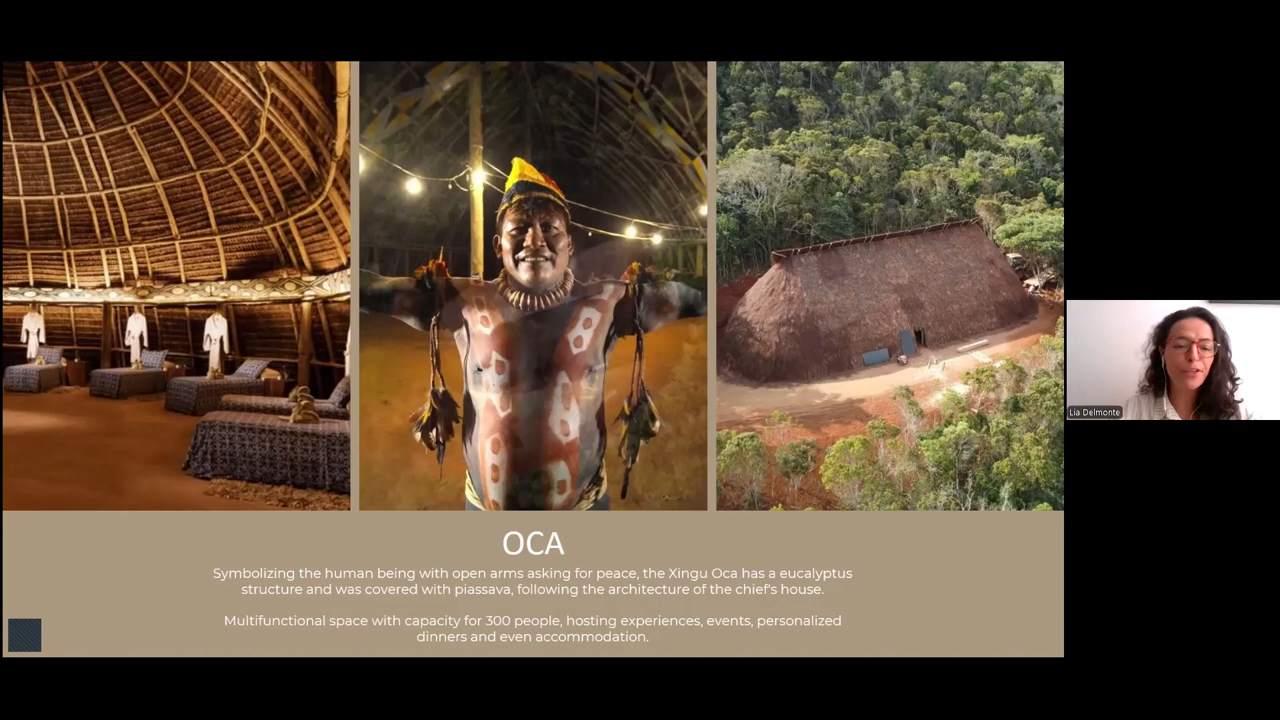 OCA
Symbolizing the human being with open arms asking for peace, the Xingu Oca has a eucalyptus
structure and was covered with piassava, following the architecture of the chief's house.
Multifunctional space with capacity for 300 people, hosting experiences, events, personalized
dinners and even accommodation.
Lia Delmonte